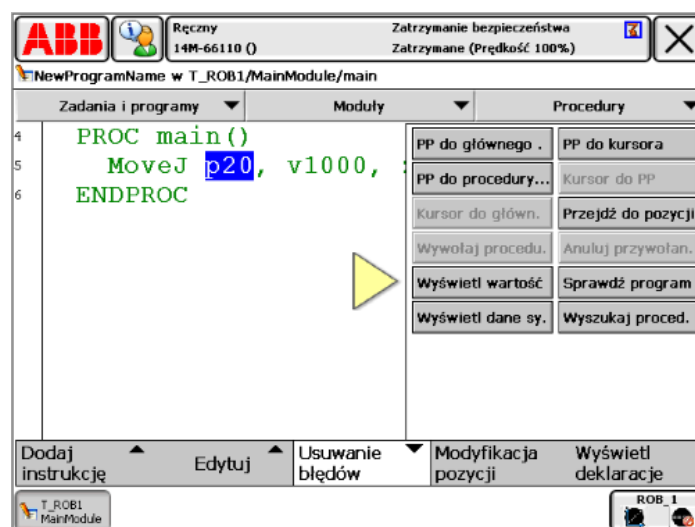 ABB
Ręczny
14M-66110 ()
Zatrzymanie bezpieczeństwa
Zatrzymane (Prędkość 100%)
NewProgramName w T_ROB1/MainModule/main
Zadania i programy
Moduły
Procedury
4 PROC main()
5 MoveJ p20, v1000,
6 ENDPROC
PP do głównego .
PP do kursora
PP do procedury...
Kursor do PP
Kursor do główn.
Przejdź do pozycji
Wywołaj procedu.
Anuluj przywołan.
Wyświetl wartość
Sprawdź program
Wyświetl dane sy.
Wyszukaj proced.
Dodaj instrukcję
Edytuj
Usuwanie błędów
Modyfikacja pozycji
Wyświetl deklaracje
T_ROB1
MainModule
ROB_1